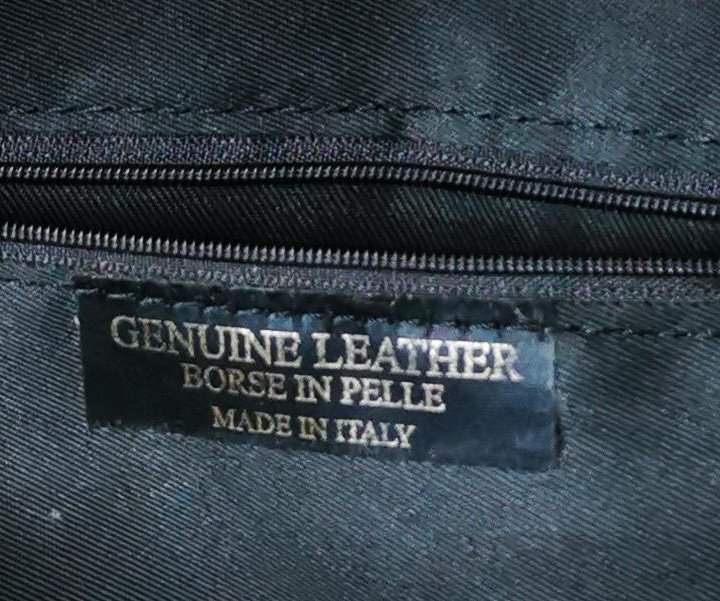 GENUINE LEATHER
BORSE IN PELLE
MADE IN ITALY